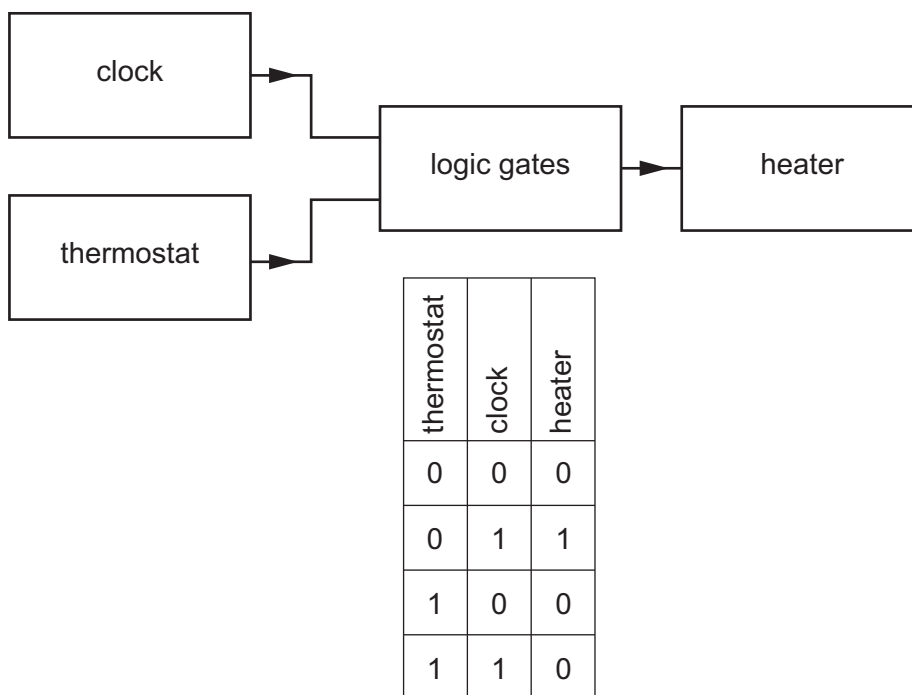 clock
logic gates
heater
thermostat
thermostat clock heater
0 0 0
0 1 1
1 0 0
1 1 0